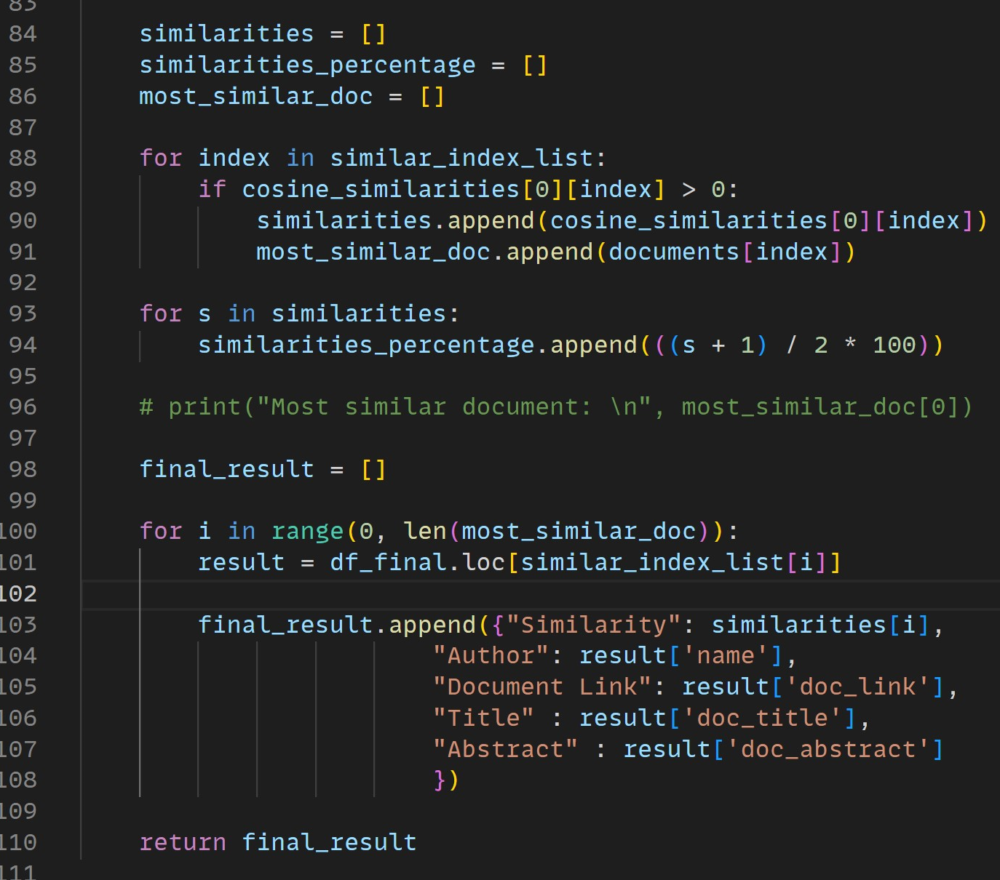 83
84 similarities = []
85 similarities_percentage = []
86 most_similar_doc = []
87
88 for index in similar_index_list:
89 if cosine_similarities[0][index] > 0:
90 similarities.append(cosine_similarities[0][index])
91 most_similar_doc.append(documents[index])
92
93 for s in similarities:
94 similarities_percentage.append(((s + 1) / 2 * 100))
95
96 # print("Most similar document: \n", most_similar_doc[0])
97
98 final_result = []
99
100 for i in range(0, len(most_similar_doc)):
101 result = df_final.loc[similar_index_list[i]]
102
103 final_result.append({"Similarity": similarities[i],
104 "Author": result['name'],
105 "Document Link": result['doc_link'],
106 "Title" : result['doc_title'],
107 "Abstract" : result['doc_abstract']
108 })
109
110 return final_result
111